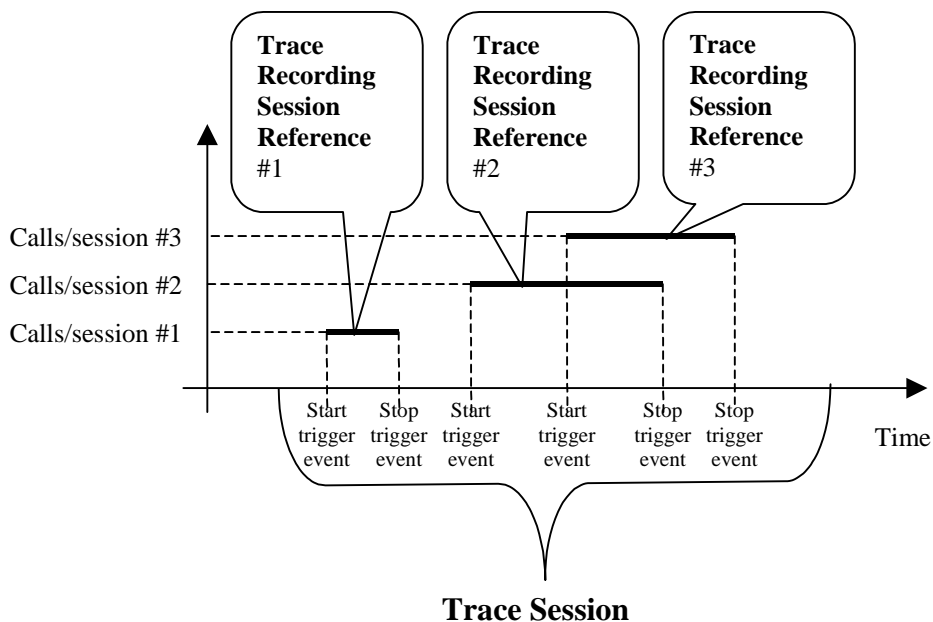 Trace
Recording
Session
Reference
#1
Trace
Recording
Session
Reference
#2
Trace
Recording
Session
Reference
#3
Calls/session #3
Calls/session #2
Calls/session #1
Start
trigger
event
Stop
trigger
event
Start
trigger
event
Start
trigger
event
Stop
trigger
event
Stop
trigger
event
Time
Trace Session